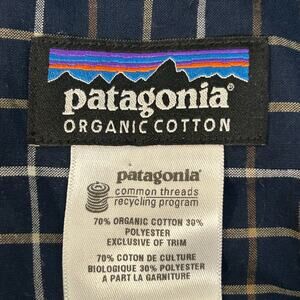 patagonia®
ORGANIC COTTON
patagonia®
common threads
recycling program
70% ORGANIC COTTON 30%
POLYESTER
EXCLUSIVE OF TRIM
70% COTON DE CULTURE
BIOLOGIQUE 30% POLYESTER
A PART LA GARNITURE